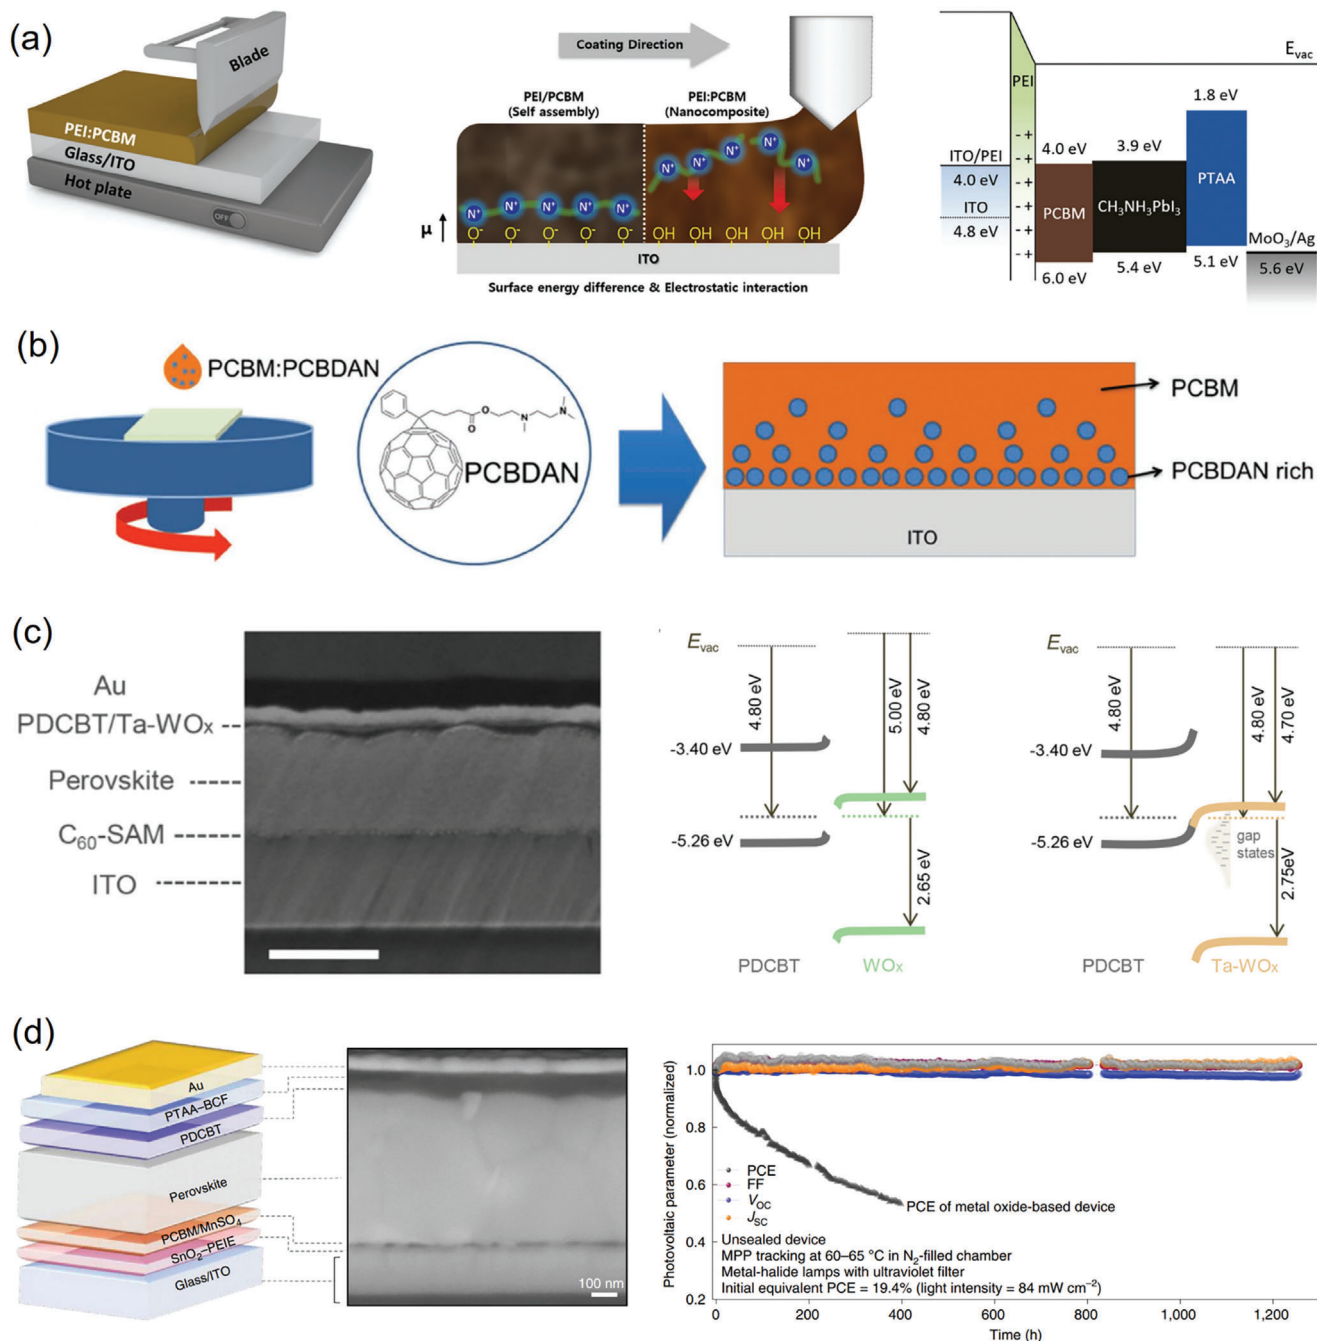 (a)
Blade
PEI:PCBM
Glass/ITO
Hot plate
OFF
Coating Direction
PEI/PCBM
(Self assembly)
PEI:PCBM
(Nanocomposite)
N⁺ N⁺ N⁺ N⁺ N⁺
N⁺ N⁺ N⁺ N⁺ N⁺
μ
O⁻ O⁻ O⁻ O⁻ O⁻ OH OH OH OH OH
ITO
Surface energy difference & Electrostatic interaction
Evac
PEI
1.8 eV
4.0 eV
3.9 eV
ITO/PEI
4.0 eV
ITO
4.8 eV
- +
- +
- +
- +
- +
- +
PCBM
CH₃NH₃PbI₃
PTAA
MoO₃/Ag
6.0 eV
5.4 eV
5.1 eV
5.6 eV
(b)
PCBM:PCBDAN
O
O
N
N
PCBDAN
PCBM
PCBDAN rich
ITO
(c)
Au
PDCBT/Ta-WOₓ
Perovskite
C₆₀-SAM
ITO
Evac
4.80 eV
5.00 eV
4.80 eV
-3.40 eV
-5.26 eV
2.65 eV
PDCBT
WOₓ
Evac
4.80 eV
4.80 eV
4.70 eV
-3.40 eV
-5.26 eV
gap
states
2.75eV
PDCBT
Ta-WOₓ
(d)
Au
PTAA–BCF
PDCBT
Perovskite
PCBM/MnSO₄
SnO₂–PEIE
Glass/ITO
100 nm
Photovoltaic parameter (normalized)
1.0
0.8
0.6
0.4
0.2
PCE
FF
VOC
JSC
PCE of metal oxide-based device
Unsealed device
MPP tracking at 60–65 °C in N₂-filled chamber
Metal-halide lamps with ultraviolet filter
Initial equivalent PCE = 19.4% (light intensity = 84 mW cm⁻²)
0 200 400 600 800 1,000 1,200
Time (h)